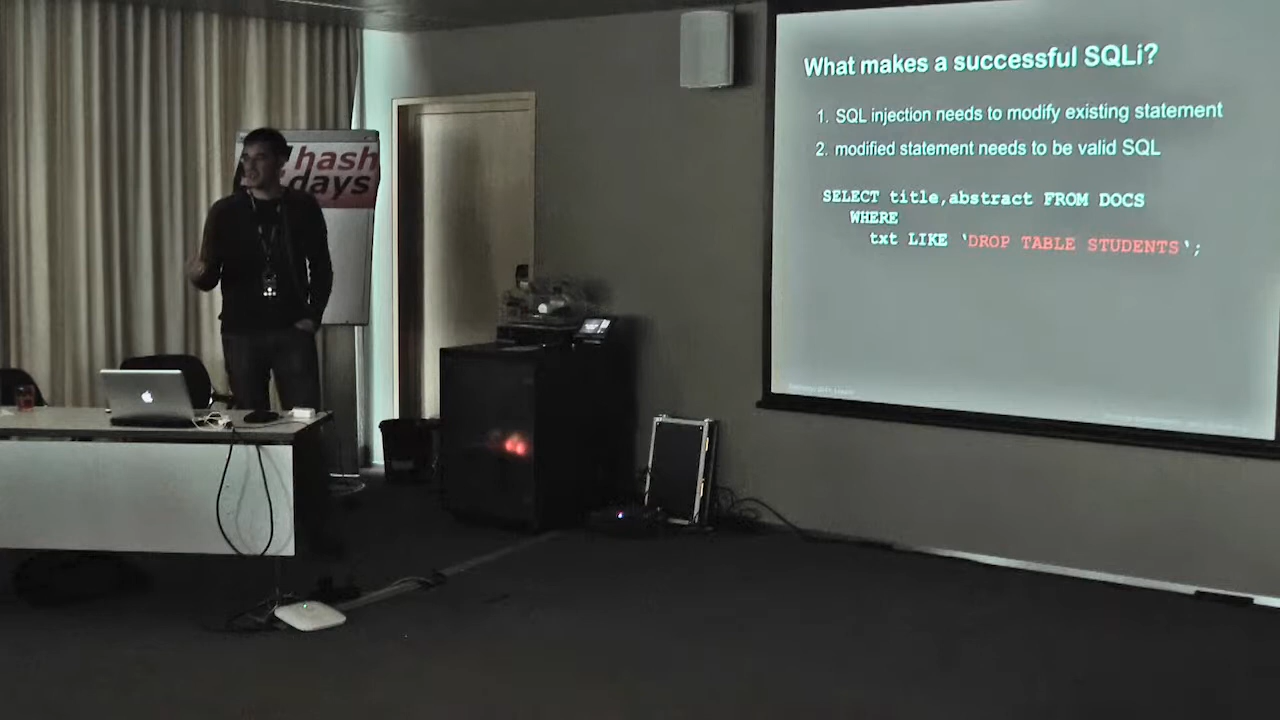 hash
days
What makes a successful SQLi?
1. SQL injection needs to modify existing statement
2. modified statement needs to be valid SQL
SELECT title,abstract FROM DOCS
WHERE
txt LIKE 'DROP TABLE STUDENTS';